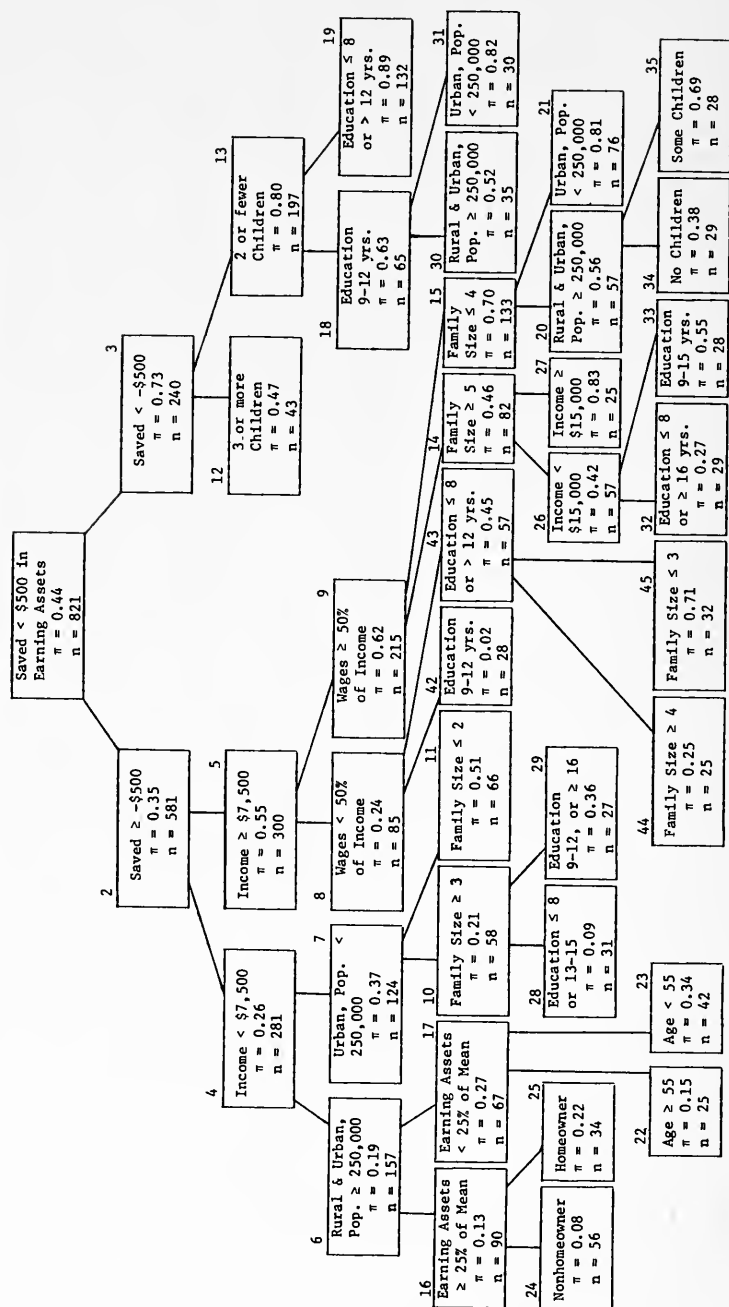 Saved < $500 in
Earning Assets
π = 0.44
n = 821
2
Saved ≥ -$500
π = 0.35
n = 581
3
Saved < -$500
π = 0.73
n = 240
4
Income < $7,500
π = 0.26
n = 281
5
Income ≥ $7,500
π = 0.55
n = 300
12
3 or more
Children
π = 0.47
n = 43
13
2 or fewer
Children
π = 0.80
n = 197
6
Rural & Urban,
Pop. ≥ 250,000
π = 0.19
n = 157
7
Urban, Pop. <
250,000
π = 0.37
n = 124
8
Wages < 50%
of Income
π = 0.24
n = 85
9
Wages ≥ 50%
of Income
π = 0.62
n = 215
18
Education
9-12 yrs.
π = 0.63
n = 65
19
Education ≤ 8
or > 12 yrs.
π = 0.89
n = 132
16
Earning Assets
≥ 25% of Mean
π = 0.13
n = 90
17
Earning Assets
< 25% of Mean
π = 0.27
n = 67
10
Family Size ≥ 3
π = 0.21
n = 58
11
Family Size ≤ 2
π = 0.51
n = 66
42
Education
9-12 yrs.
π = 0.02
n = 28
43
Education ≤ 8
or > 12 yrs.
π = 0.45
n = 57
14
Family
Size ≥ 5
π = 0.46
n = 82
15
Family
Size ≤ 4
π = 0.70
n = 133
30
Rural & Urban,
Pop. ≥ 250,000
π = 0.52
n = 35
31
Urban, Pop.
< 250,000
π = 0.82
n = 30
24
Nonhomeowner
π = 0.08
n = 56
25
Homeowner
π = 0.22
n = 34
28
Education ≤ 8
or 13-15
π = 0.09
n = 31
29
Education
9-12, or ≥ 16
π = 0.36
n = 27
26
Income <
$15,000
π = 0.42
n = 57
27
Income ≥
$15,000
π = 0.83
n = 25
20
Rural & Urban,
Pop. ≥ 250,000
π = 0.56
n = 57
21
Urban, Pop.
< 250,000
π = 0.81
n = 76
22
Age ≥ 55
π = 0.15
n = 25
23
Age < 55
π = 0.34
n = 42
44
Family Size ≥ 4
π = 0.25
n = 25
45
Family Size ≤ 3
π = 0.71
n = 32
32
Education ≤ 8
or ≥ 16 yrs.
π = 0.27
n = 29
33
Education
9-15 yrs.
π = 0.55
n = 28
34
No Children
π = 0.38
n = 29
35
Some Children
π = 0.69
n = 28